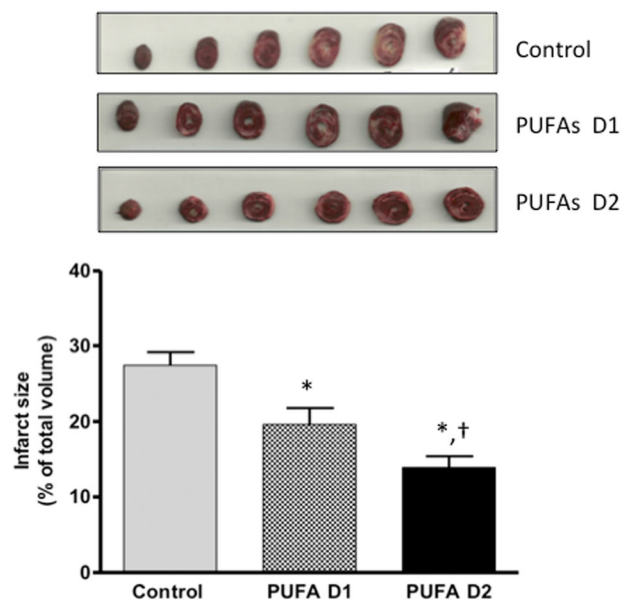 Control
PUFAs D1
PUFAs D2
40
30
20
10
0
Infarct size
(% of total volume)
*
*,†
Control
PUFA D1
PUFA D2